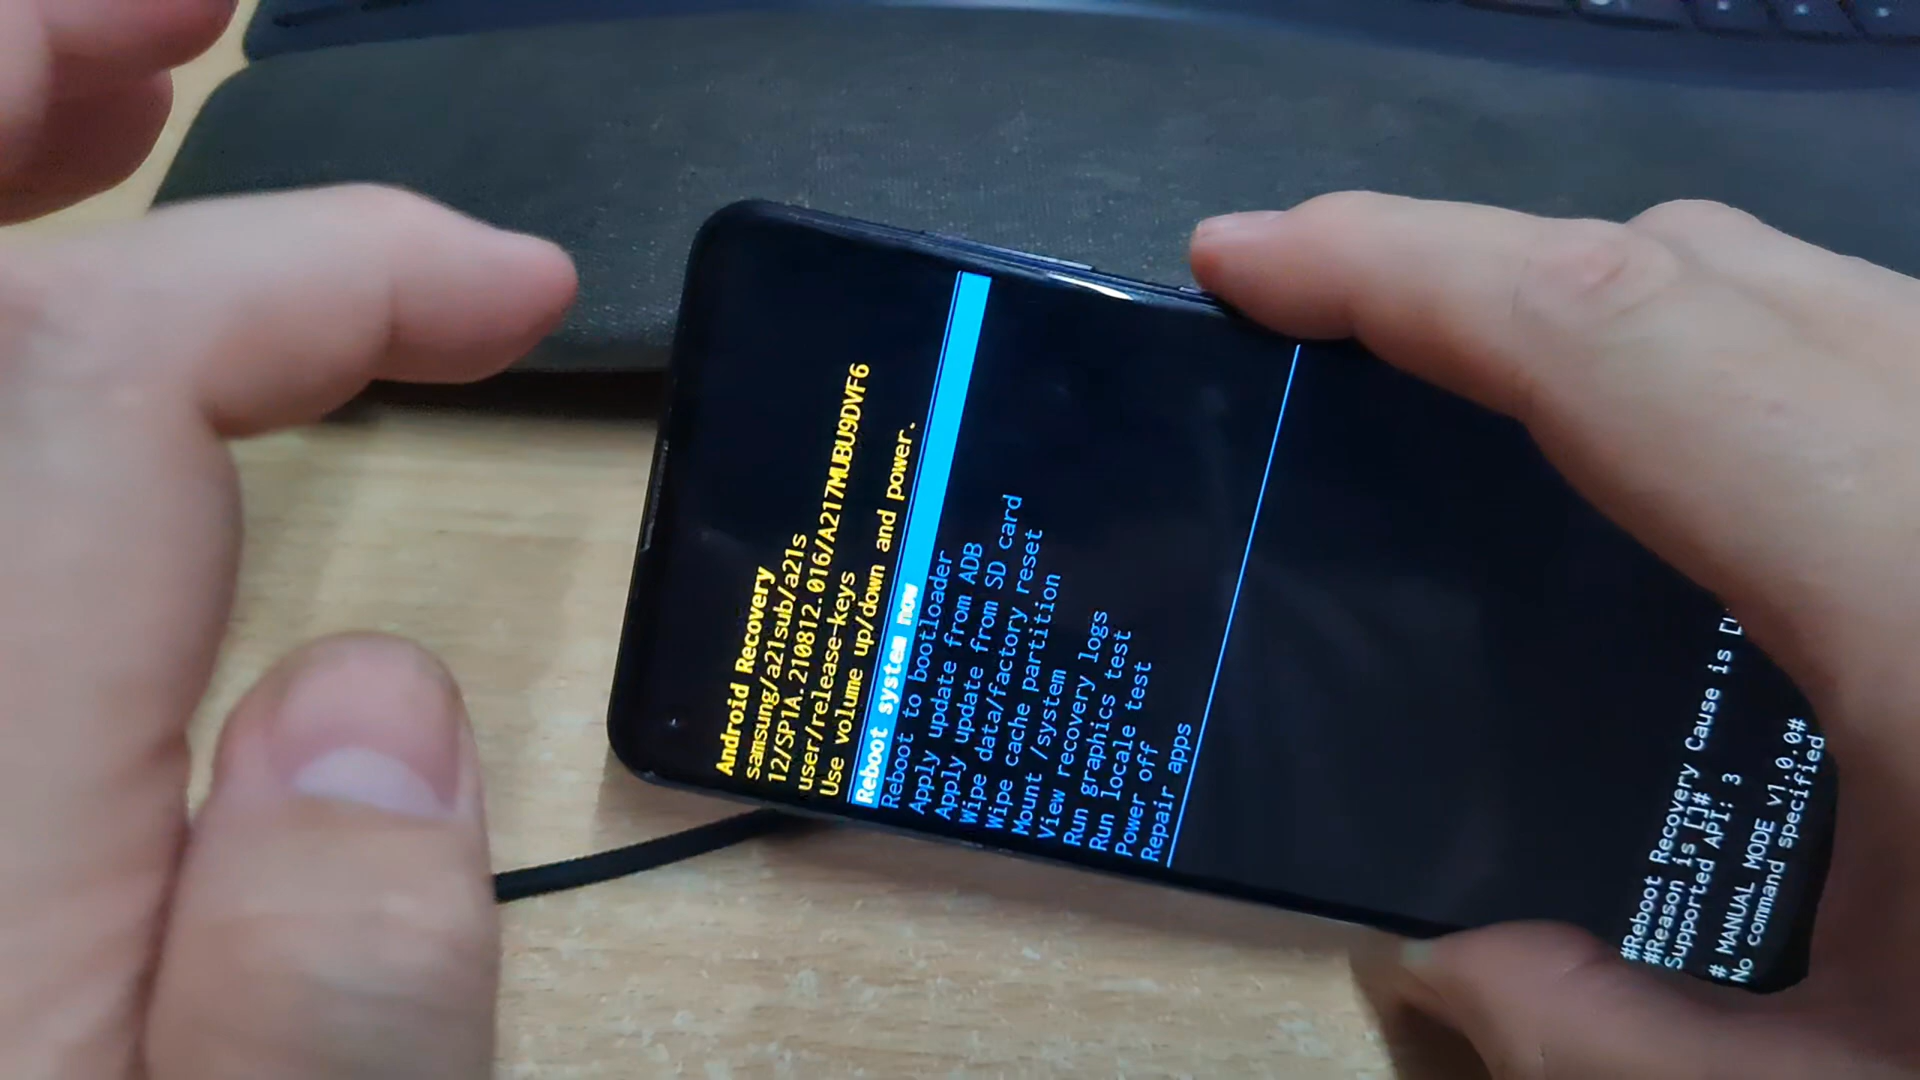 Android Recovery
samsung/a21sub/a21s
12/SP1A.210812.016/A217MUBU9DVF6
user/release-keys
Use volume up/down and power.
Reboot system now
Reboot to bootloader
Apply update from ADB
Apply update from SD card
Wipe data/factory reset
Wipe cache partition
Mount /system
View recovery logs
Run graphics test
Run locale test
Power off
Repair apps
#Reboot Recovery Cause is [
#Reason is []#
Supported API: 3
# MANUAL MODE v1.0.0#
No command specified